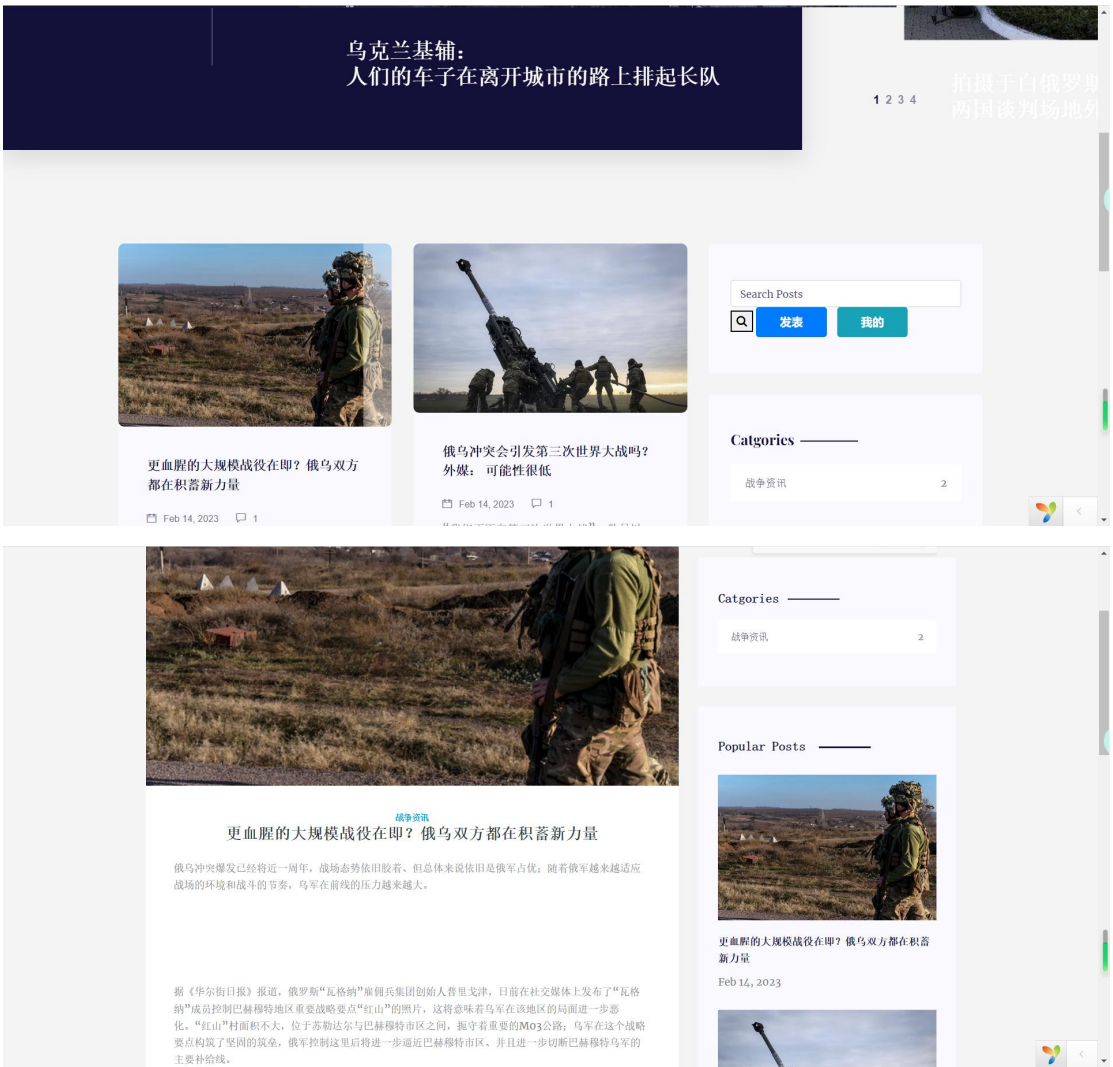 乌克兰基辅：
人们的车子在离开城市的路上排起长队
1 2 3 4
拍摄于白俄罗斯
两国谈判场地外
Search Posts
发表
我的
更血腥的大规模战役在即？俄乌双方
都在积蓄新力量
Feb 14, 2023 1
俄乌冲突会引发第三次世界大战吗？
外媒： 可能性很低
Feb 14, 2023 1
Catgories
战争资讯 2
Catgories
战争资讯 2
战争资讯
更血腥的大规模战役在即？俄乌双方都在积蓄新力量
俄乌冲突爆发已经将近一周年，战场态势依旧胶着、但总体来说依旧是俄军占优；随着俄军越来越适应
战场的环境和战斗的节奏，乌军在前线的压力越来越大。
据《华尔街日报》报道，俄罗斯“瓦格纳”雇佣兵集团创始人普里戈津，日前在社交媒体上发布了“瓦格
纳”成员控制巴赫穆特地区重要战略要点“红山”的照片，这将意味着乌军在该地区的局面进一步恶
化。“红山”村面积不大，位于苏勒达尔与巴赫穆特市区之间，扼守着重要的M03公路；乌军在这个战略
要点构筑了坚固的筑垒，俄军控制这里后将进一步逼近巴赫穆特市区、并且进一步切断巴赫穆特乌军的
主要补给线。
Popular Posts
更血腥的大规模战役在即？俄乌双方都在积蓄
新力量
Feb 14, 2023